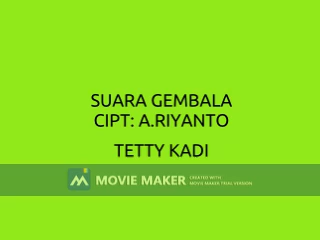 SUARA GEMBALA
CIPT: A.RIYANTO
TETTY KADI
MOVIE MAKER
CREATED WITH
MOVIE MAKER TRIAL VERSION